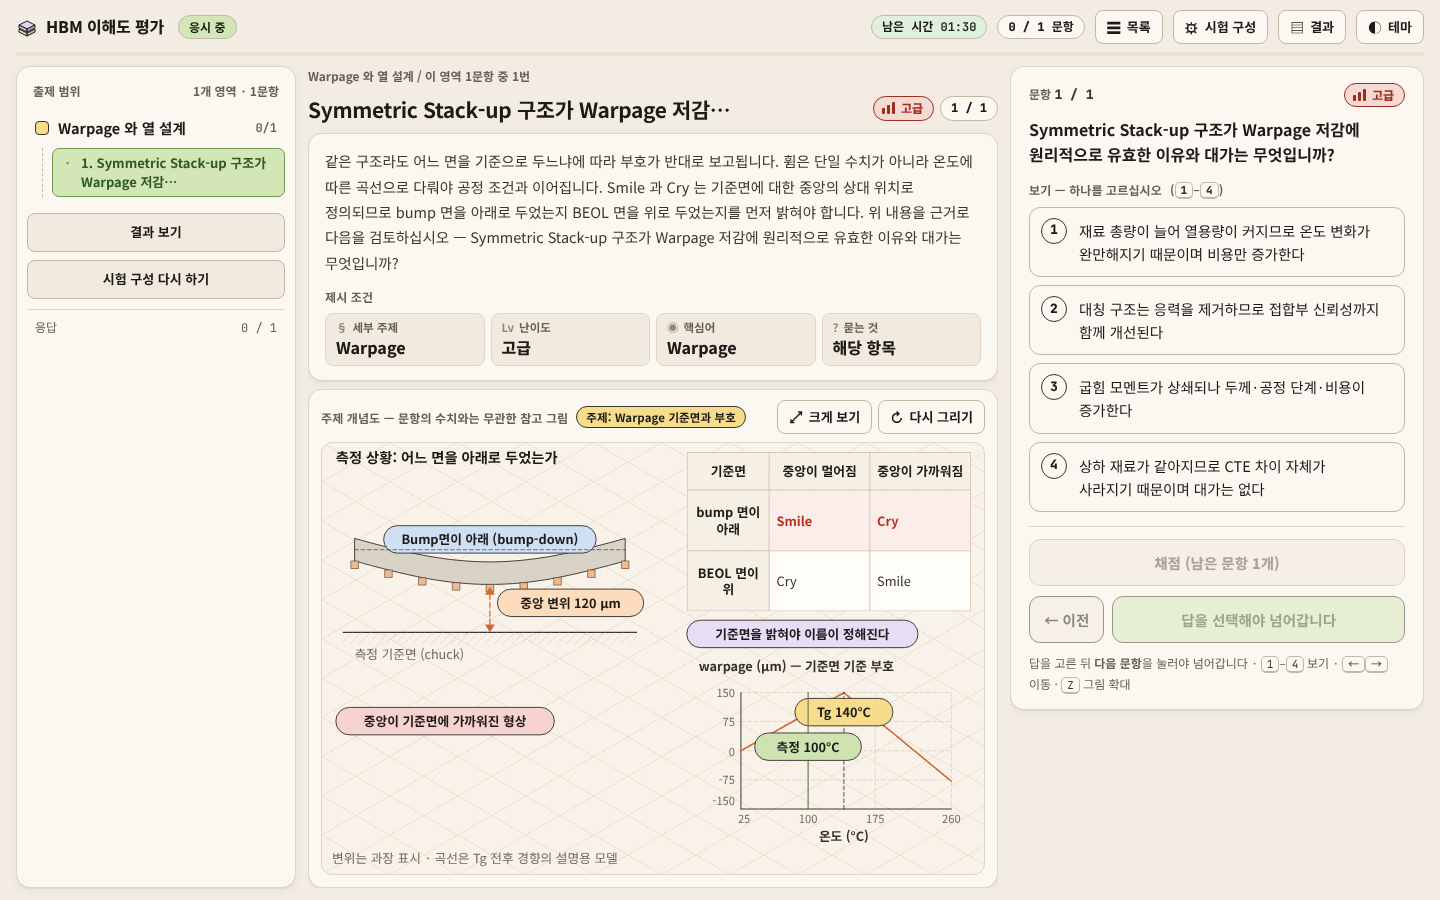 HBM 이해도 평가
응시 중
남은 시간 01:30
0 / 1 문항
목록
시험 구성
결과
테마
출제 범위
1개 영역 · 1문항
Warpage 와 열 설계
0/1
· 1. Symmetric Stack-up 구조가
Warpage 저감…
결과 보기
시험 구성 다시 하기
응답
0 / 1
Warpage 와 열 설계 / 이 영역 1문항 중 1번
Symmetric Stack-up 구조가 Warpage 저감…
고급
1 / 1
같은 구조라도 어느 면을 기준으로 두느냐에 따라 부호가 반대로 보고됩니다. 휨은 단일 수치가 아니라 온도에
따른 곡선으로 다뤄야 공정 조건과 이어집니다. Smile 과 Cry 는 기준면에 대한 중앙의 상대 위치로
정의되므로 bump 면을 아래로 두었는지 BEOL 면을 위로 두었는지를 먼저 밝혀야 합니다. 위 내용을 근거로
다음을 검토하십시오 — Symmetric Stack-up 구조가 Warpage 저감에 원리적으로 유효한 이유와 대가는
무엇입니까?
제시 조건
§ 세부 주제
Warpage
Lv 난이도
고급
◉ 핵심어
Warpage
? 묻는 것
해당 항목
주제 개념도 — 문항의 수치와는 무관한 참고 그림
주제: Warpage 기준면과 부호
크게 보기
다시 그리기
측정 상황: 어느 면을 아래로 두었는가
Bump면이 아래 (bump-down)
중앙 변위 120 µm
측정 기준면 (chuck)
중앙이 기준면에 가까워진 형상
기준면
중앙이 멀어짐
중앙이 가까워짐
bump 면이
아래
Smile
Cry
BEOL 면이
위
Cry
Smile
기준면을 밝혀야 이름이 정해진다
warpage (µm) — 기준면 기준 부호
150
75
0
-75
-150
Tg 140°C
측정 100°C
25
100
175
260
온도 (°C)
변위는 과장 표시 · 곡선은 Tg 전후 경향의 설명용 모델
문항 1 / 1
고급
Symmetric Stack-up 구조가 Warpage 저감에
원리적으로 유효한 이유와 대가는 무엇입니까?
보기 — 하나를 고르십시오 (1–4)
1
재료 총량이 늘어 열용량이 커지므로 온도 변화가
완만해지기 때문이며 비용만 증가한다
2
대칭 구조는 응력을 제거하므로 접합부 신뢰성까지
함께 개선된다
3
굽힘 모멘트가 상쇄되나 두께·공정 단계·비용이
증가한다
4
상하 재료가 같아지므로 CTE 차이 자체가
사라지기 때문이며 대가는 없다
채점 (남은 문항 1개)
← 이전
답을 선택해야 넘어갑니다
답을 고른 뒤 다음 문항을 눌러야 넘어갑니다 · 1–4 보기 · ← →
이동 · Z 그림 확대